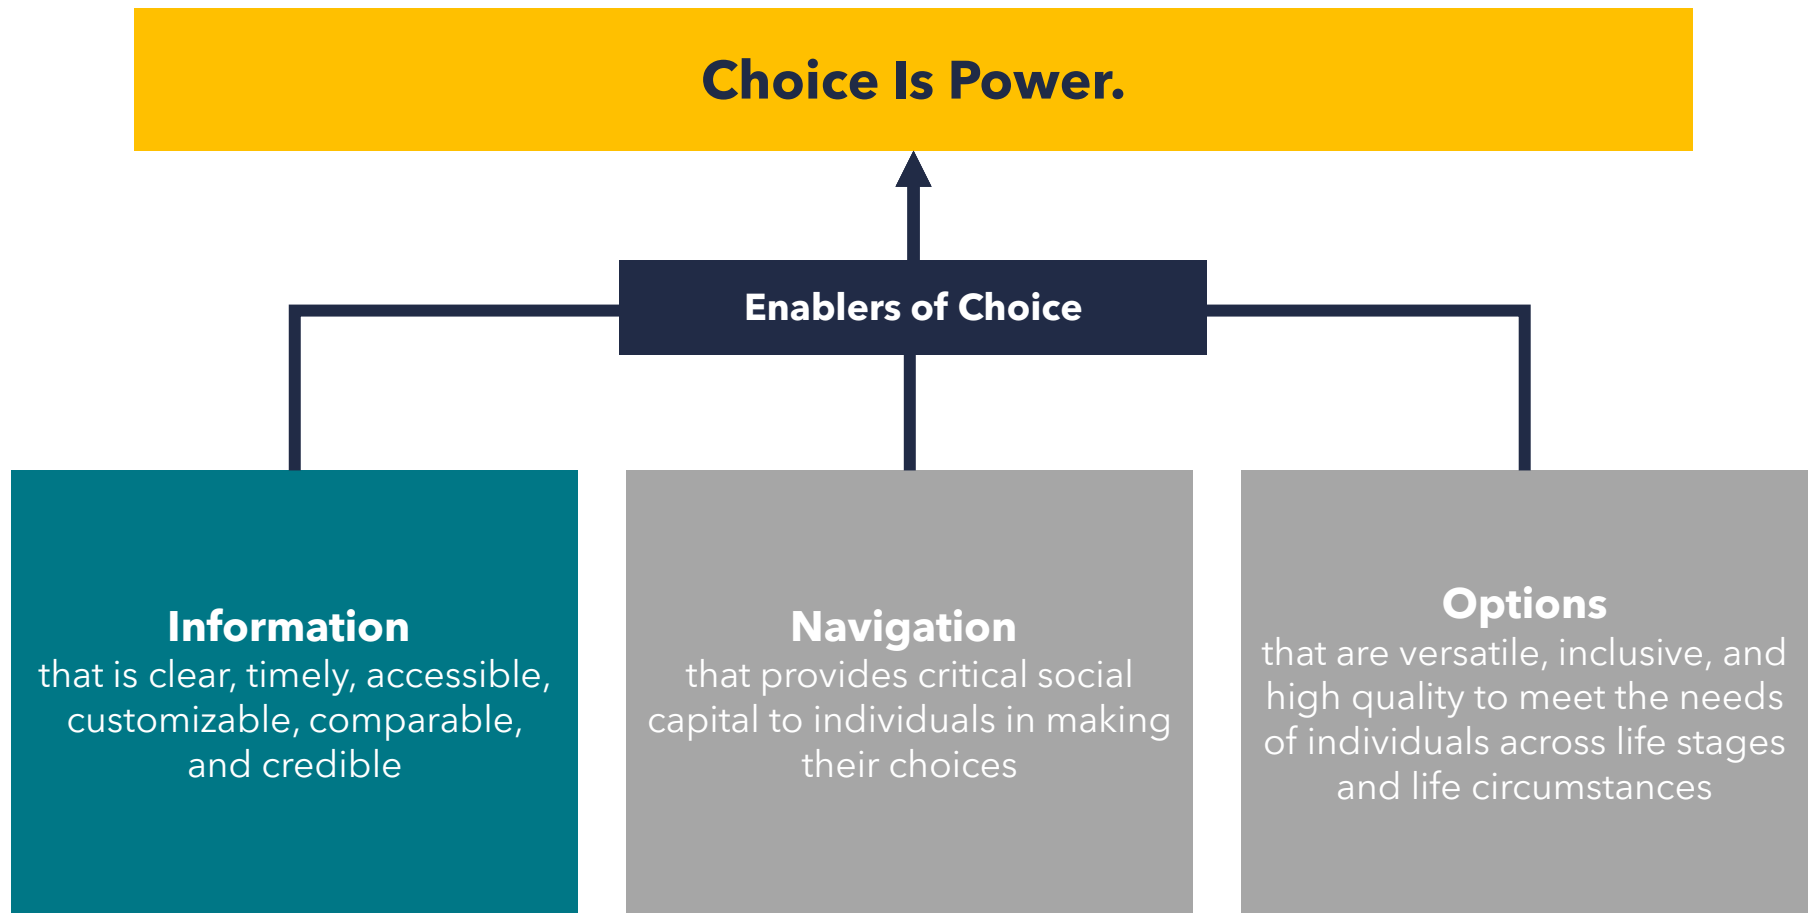 Choice Is Power.
Enablers of Choice
Information
that is clear, timely, accessible,
customizable, comparable,
and credible
Navigation
that provides critical social
capital to individuals in making
their choices
Options
that are versatile, inclusive, and
high quality to meet the needs
of individuals across life stages
and life circumstances